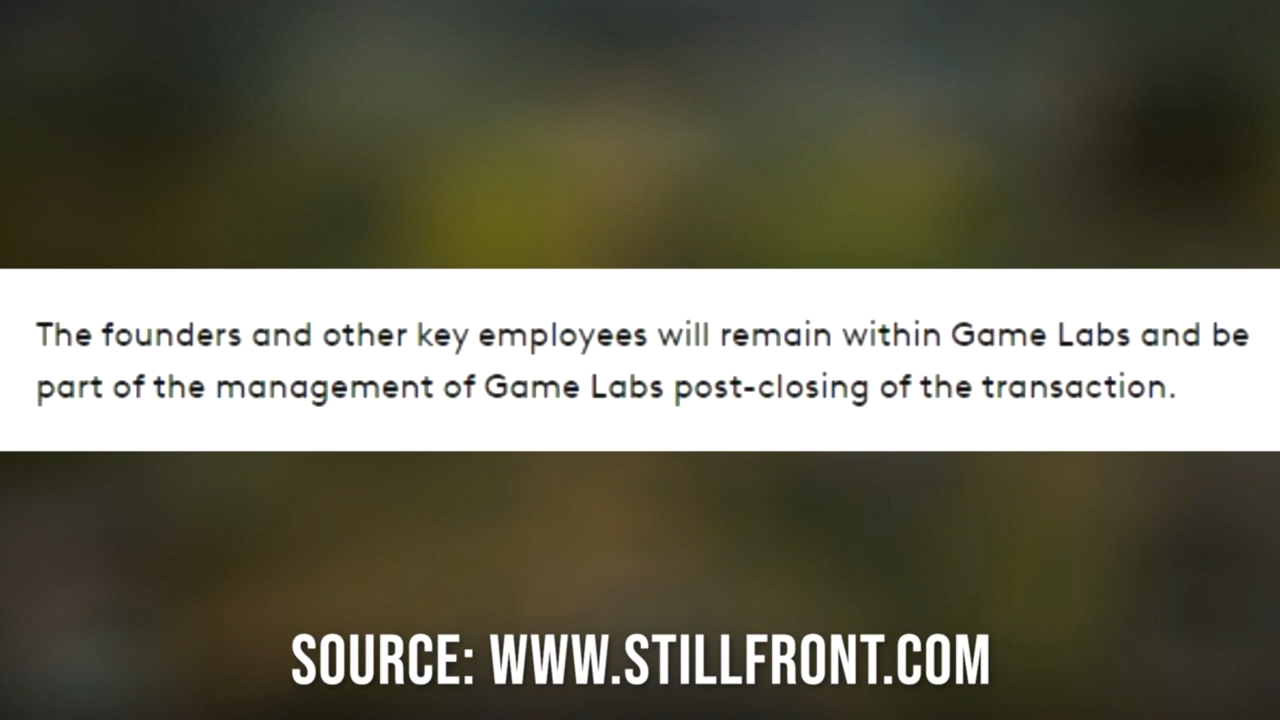 The founders and other key employees will remain within Game Labs and be
part of the management of Game Labs post-closing of the transaction.
SOURCE: WWW.STILLFRONT.COM